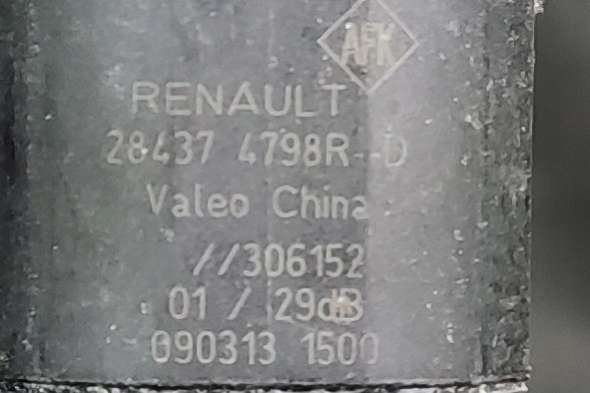 AFK
RENAULT
28437 4798R--D
Valeo China
//306152
01 / 29dB
090313 1500